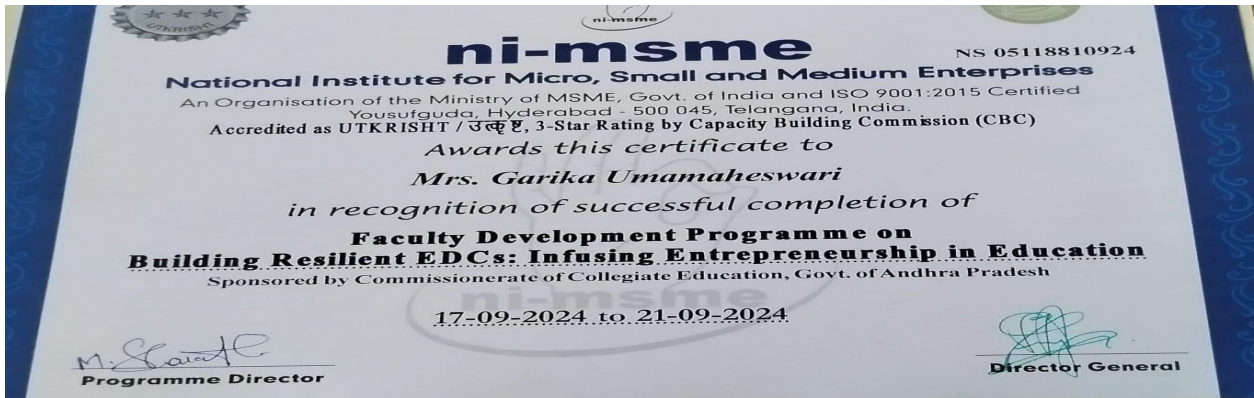 UTKRISHT
ni-msme
ni-msme
NS 05118810924
National Institute for Micro, Small and Medium Enterprises
An Organisation of the Ministry of MSME, Govt. of India and ISO 9001:2015 Certified
Yousufguda, Hyderabad - 500 045, Telangana, India.
Accredited as UTKRISHT / उत्कृष्ट, 3-Star Rating by Capacity Building Commission (CBC)
Awards this certificate to
Mrs. Garika Umamaheswari
in recognition of successful completion of
Faculty Development Programme on
Building Resilient EDCs: Infusing Entrepreneurship in Education
Sponsored by Commissionerate of Collegiate Education, Govt. of Andhra Pradesh
ni-msme
17-09-2024 to 21-09-2024
Programme Director
Director General